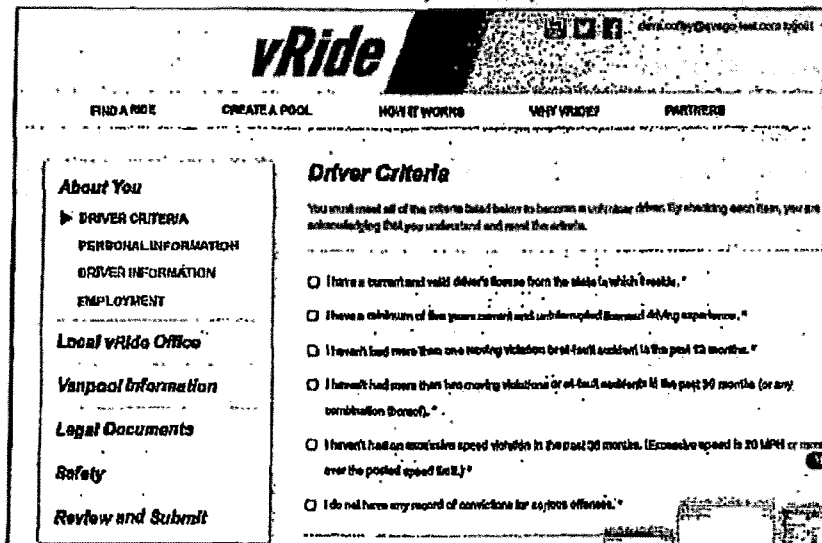 vRide
logout
FIND A RIDE CREATE A POOL HOW IT WORKS WHY VRIDE? PARTNERS
About You
DRIVER CRITERIA
PERSONAL INFORMATION
DRIVER INFORMATION
EMPLOYMENT
Local vRide Office
Vanpool Information
Legal Documents
Safety
Review and Submit
Driver Criteria
You must meet all of the criteria listed below to become a volunteer driver. By checking each item, you are
acknowledging that you understand and meet the criteria.
I have a current and valid driver's license from the state in which I reside. *
I have a minimum of five years current and uninterrupted licensed driving experience. *
I haven't had more than one moving violation or at-fault accident in the past 12 months. *
I haven't had more than two moving violations or at-fault accidents in the past 36 months (or any
combination thereof). *
I haven't had an excessive speed violation in the past 36 months. (Excessive speed is 20 MPH or more
over the posted speed limit.) *
I do not have any record of convictions for serious offenses. *